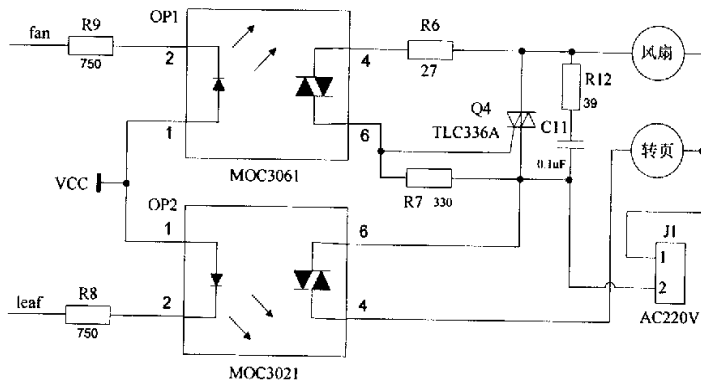 OP1
R9
fan
2
750
4
R6
27
风扇
R12
39
Q4
TLC336A
C11
0.1uF
1
6
MOC3061
R7
330
转页
VCC
OP2
1
6
J1
1
2
AC220V
leaf
R8
2
750
4
MOC3021